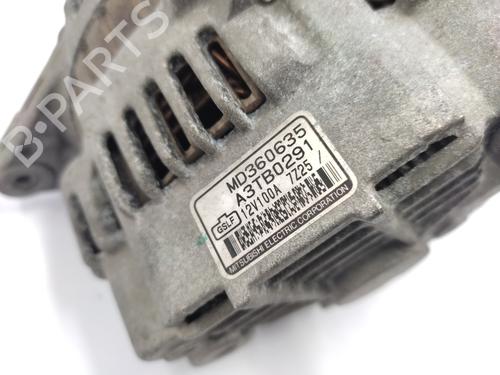 MD360635
A3TB0291
GSLF 12V100A 7Z25 /
MITSUBISHI ELECTRIC CORPORATION
B-PARTS